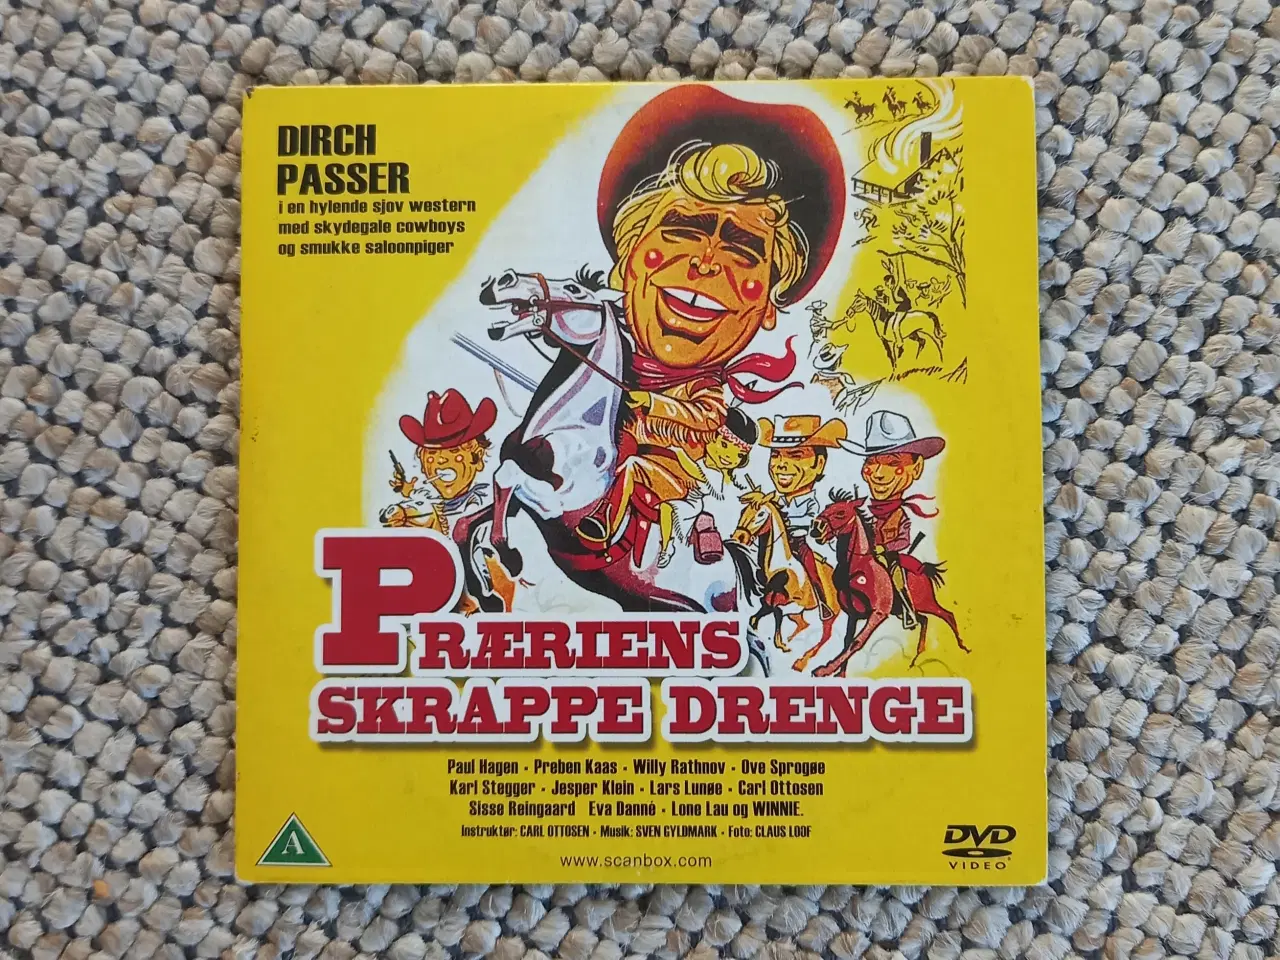 DIRCH
PASSER
i en hylende sjov western
med skydegale cowboys
og smukke saloonpiger
PRÆRIENS
SKRAPPE DRENGE
Paul Hagen · Preben Kaas · Willy Rathnov · Ove Sprogøe
Karl Stegger · Jesper Klein · Lars Lunøe · Carl Ottosen
Sisse Reingaard Eva Danné · Lone Lau og WINNIE.
Instruktør: CARL OTTOSEN · Musik: SVEN GYLDMARK · Foto: CLAUS LOOF
www.scanbox.com
A
DVD
VIDEO